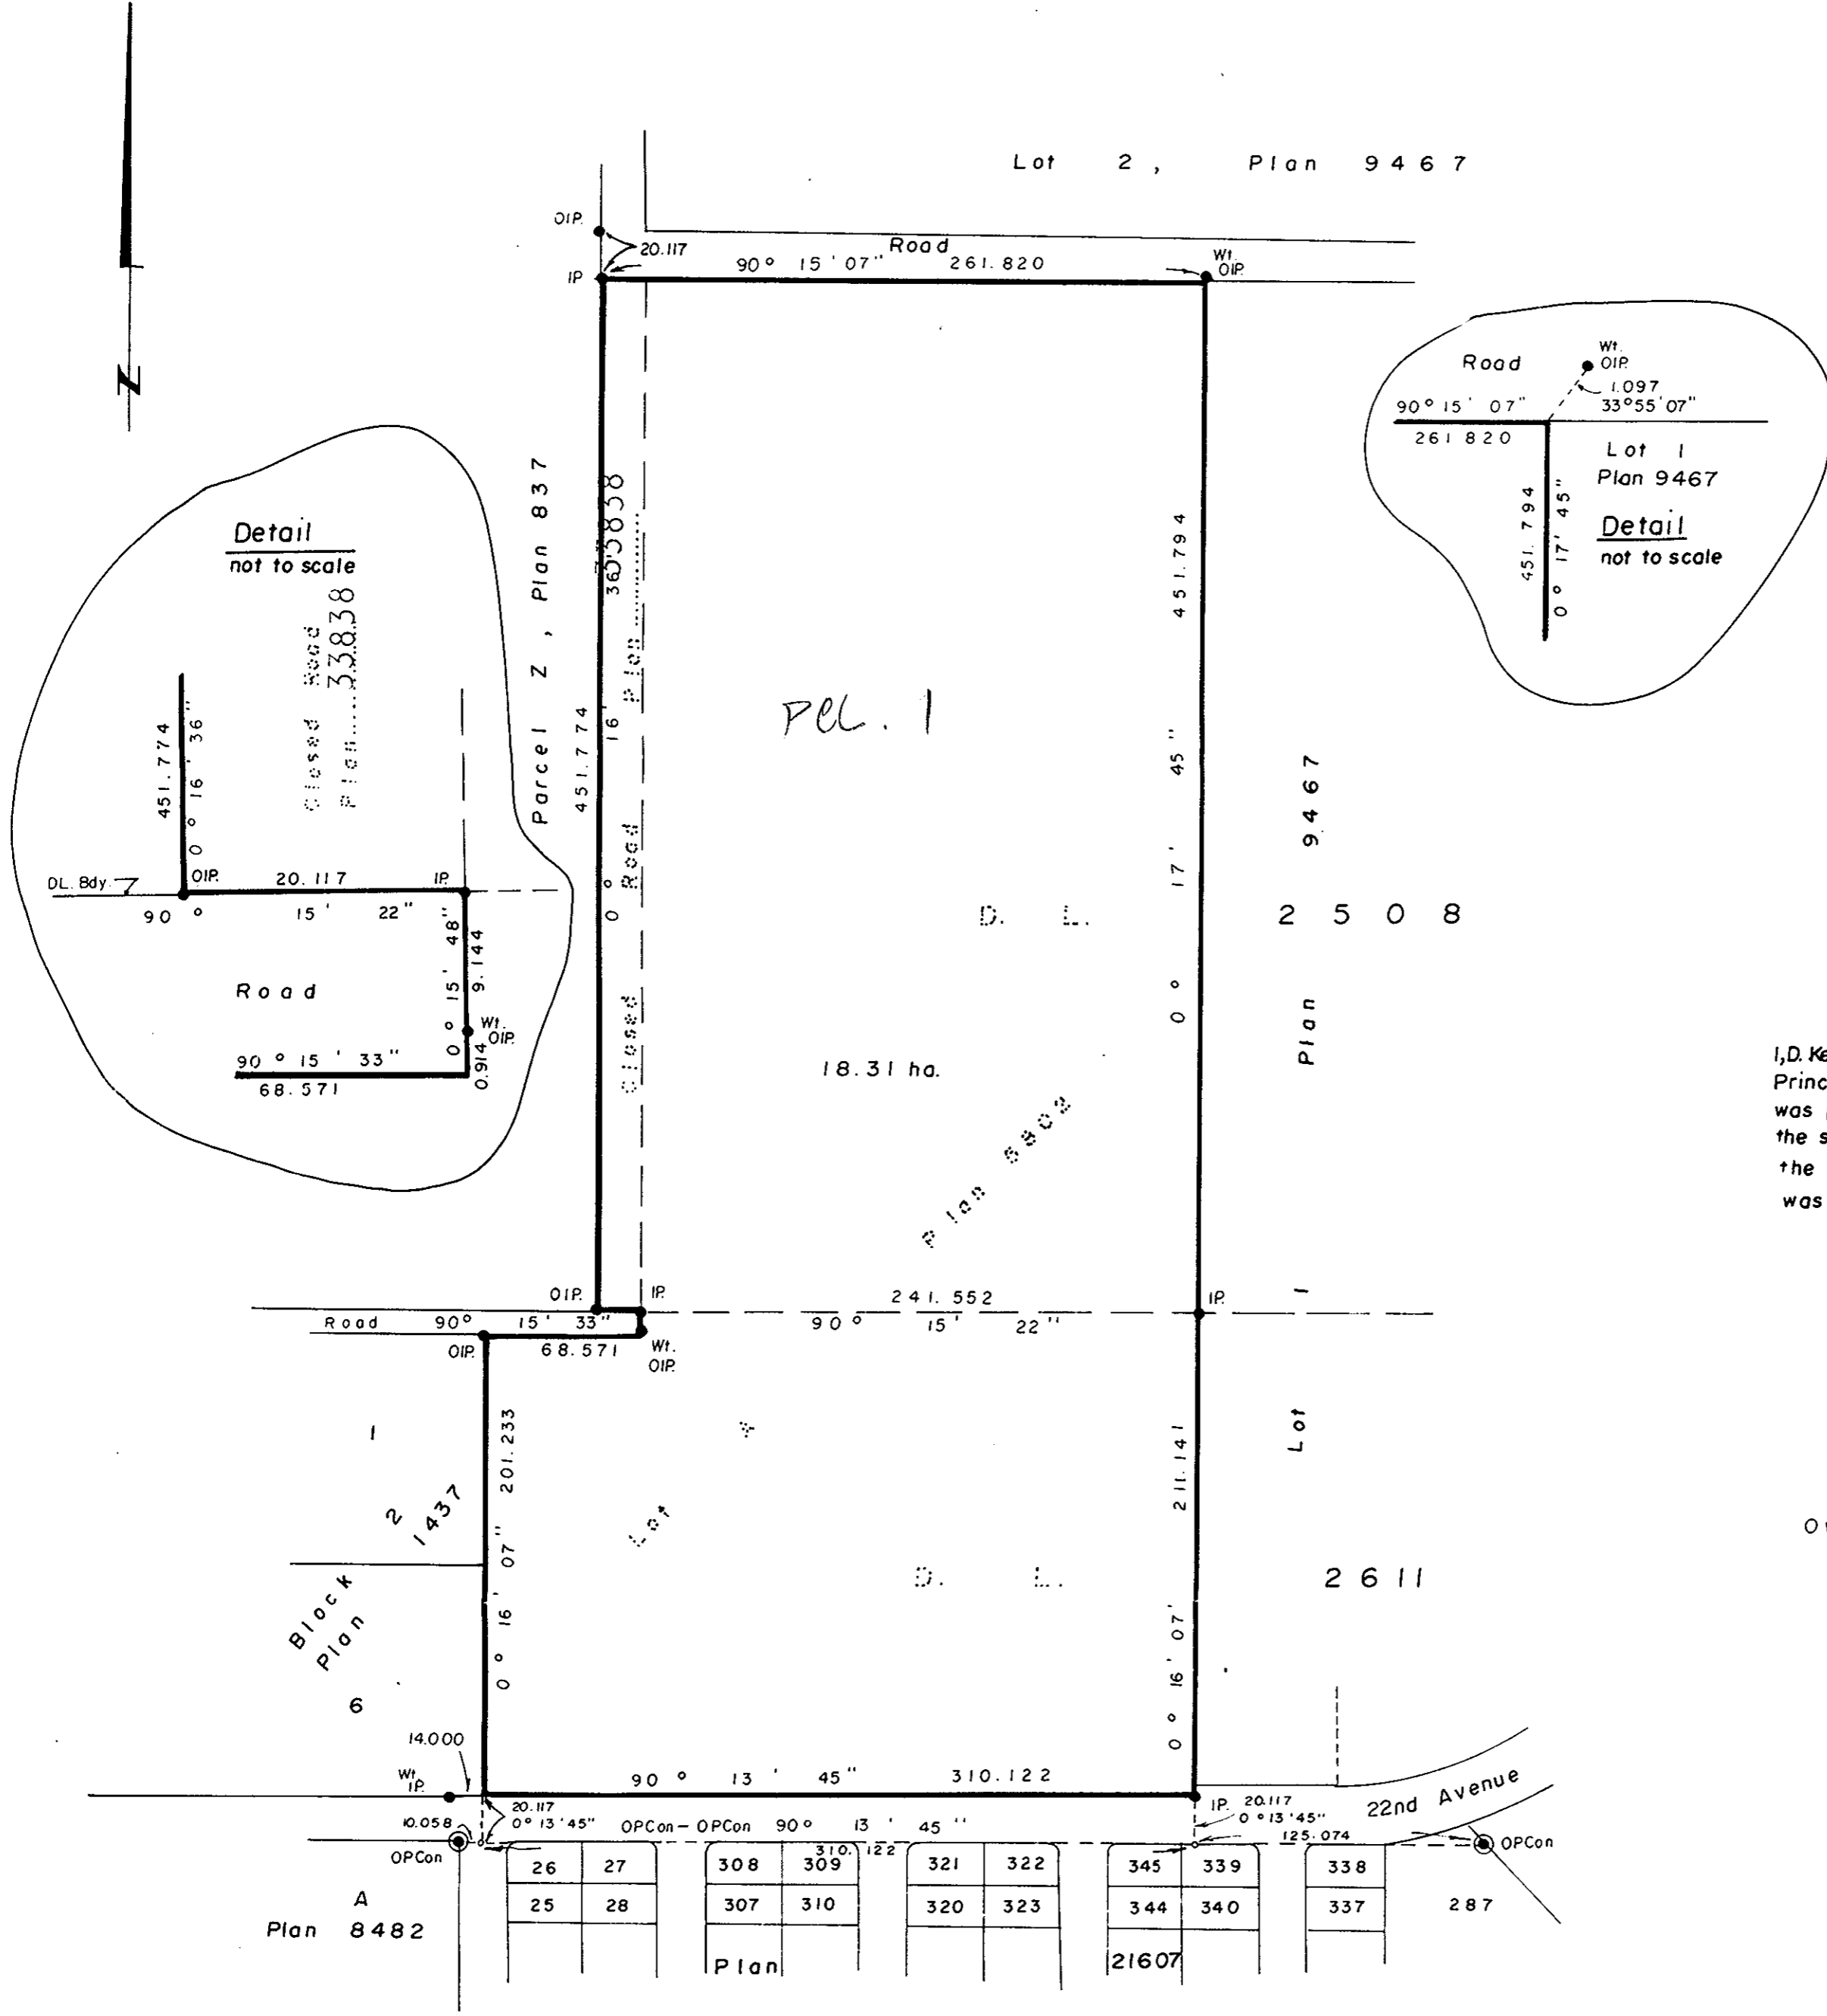 Lot 2, Plan 9467
OIP.
20.117
Road
IP
90° 15' 07" 261.820
Wt.
OIP.
Z
Road
Wt.
OIP.
1.097
33°55'07"
90° 15' 07"
261 820
Lot 1
Plan 9467
451.794
0° 17' 45"
Detail
not to scale
Detail
not to scale
Closed Road
Plan......33838
451.774
0° 16' 36"
DL. Bdy.
OIP.
20.117
IP.
90° 15' 22"
0° 15' 48"
9.144
Road
Wt.
OIP.
90° 15' 33"
68.571
0.914
Parcel Z, Plan 837
451.774
0° 16' 36"
Closed Road Plan
33838
PCL. 1
451.794
0° 17' 45"
D. L. 2508
Plan 9467
18.31 ha.
Plan
I,D. Ke
Princ
was
the s
the
was
OIP.
IP.
241.552
IP.
Road
90° 15' 33"
90° 15' 22"
OIP.
68.571
Wt.
OIP.
1
2
1437
201.233
0° 16' 07"
Lot
211.141
0° 16' 07'
Lot 1
D. L. 2611
Block
Plan
6
14.000
Wt.
IP.
90° 13' 45" 310.122
IP.
20.117
0° 13' 45"
22nd Avenue
10.058
20.117
0° 13' 45"
OPCon-OPCon 90° 13' 45"
310.122
125.074
OPCon
OPCon
26 27 308 309 321 322 345 339 338
25 28 307 310 320 323 344 340 337 287
A
Plan 8482
Plan 21607